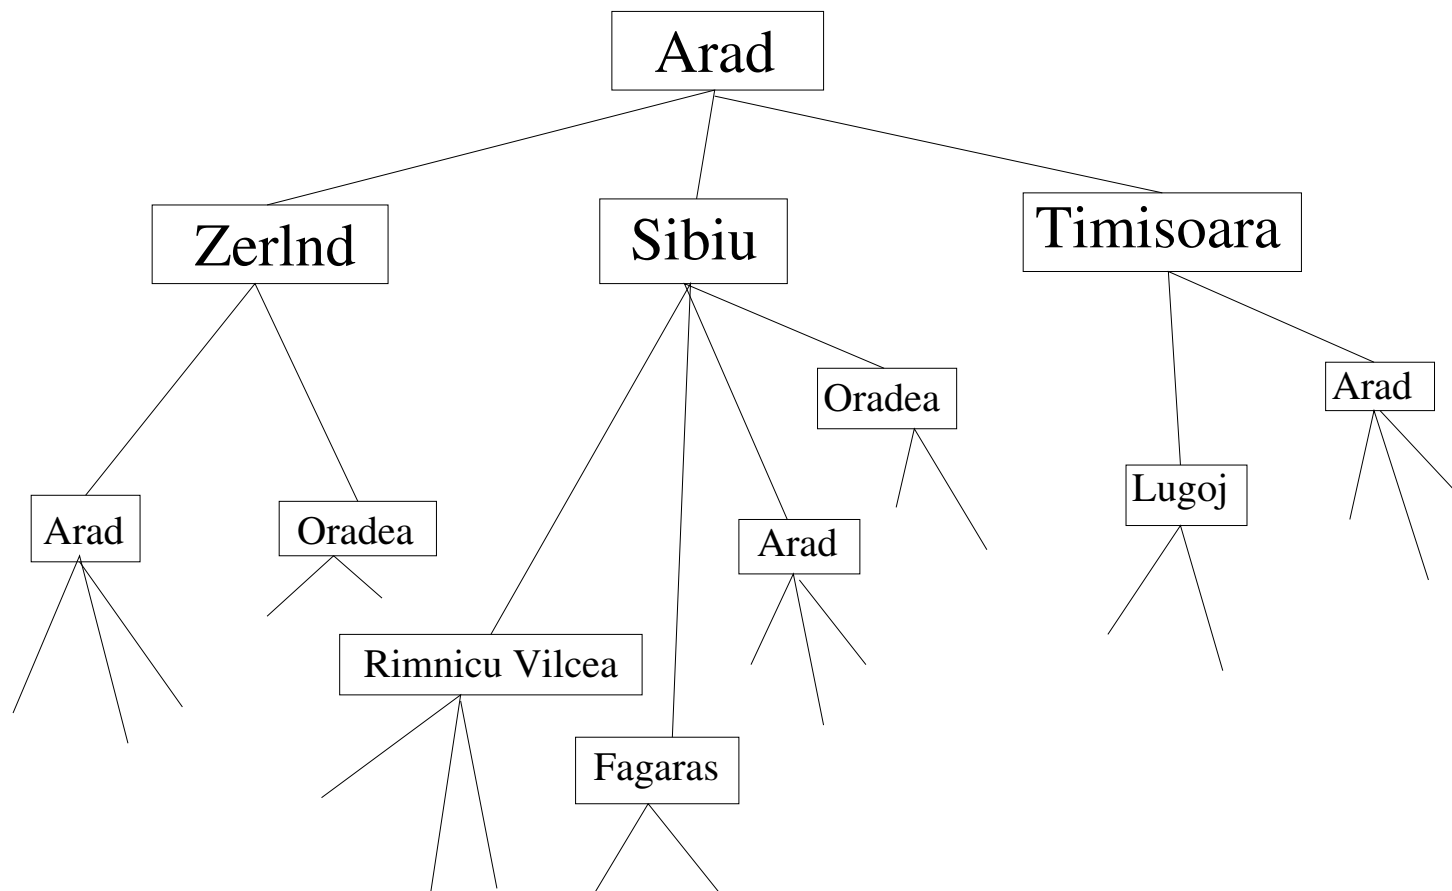 Arad
Zerlnd
Sibiu
Timisoara
Arad
Oradea
Rimnicu Vilcea
Fagaras
Arad
Oradea
Lugoj
Arad